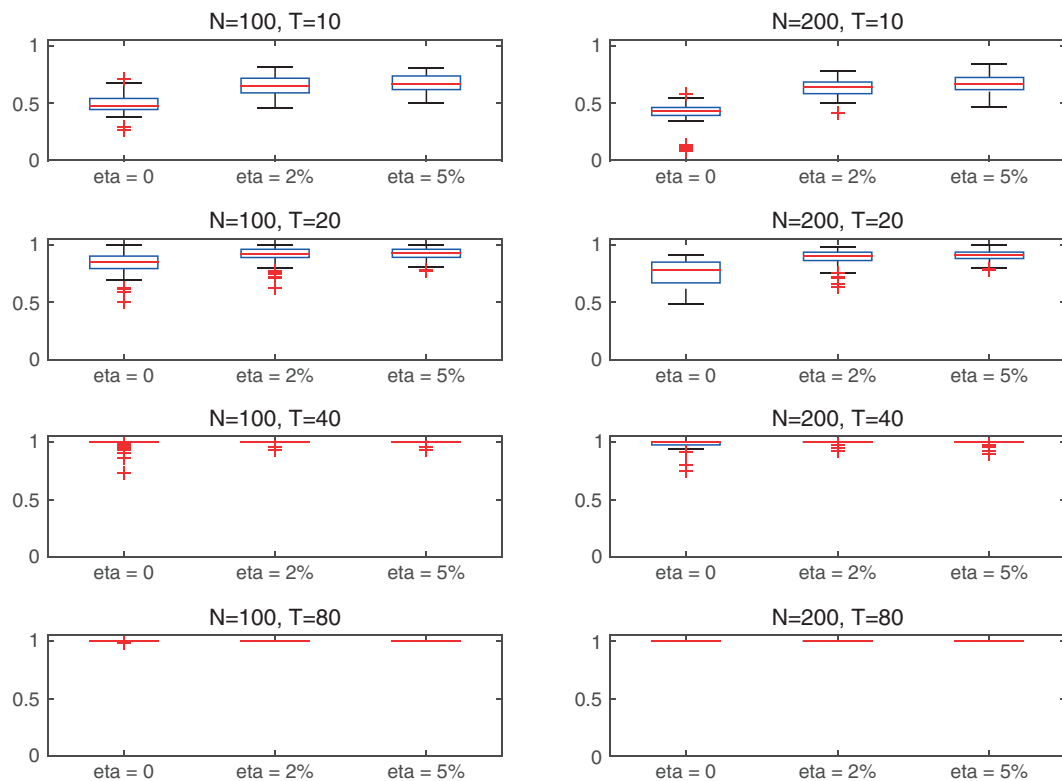 N=100, T=10
N=200, T=10
1
0.5
0
eta = 0
eta = 2%
eta = 5%
1
0.5
0
eta = 0
eta = 2%
eta = 5%
N=100, T=20
N=200, T=20
1
0.5
0
eta = 0
eta = 2%
eta = 5%
1
0.5
0
eta = 0
eta = 2%
eta = 5%
N=100, T=40
N=200, T=40
1
0.5
0
eta = 0
eta = 2%
eta = 5%
1
0.5
0
eta = 0
eta = 2%
eta = 5%
N=100, T=80
N=200, T=80
1
0.5
0
eta = 0
eta = 2%
eta = 5%
1
0.5
0
eta = 0
eta = 2%
eta = 5%